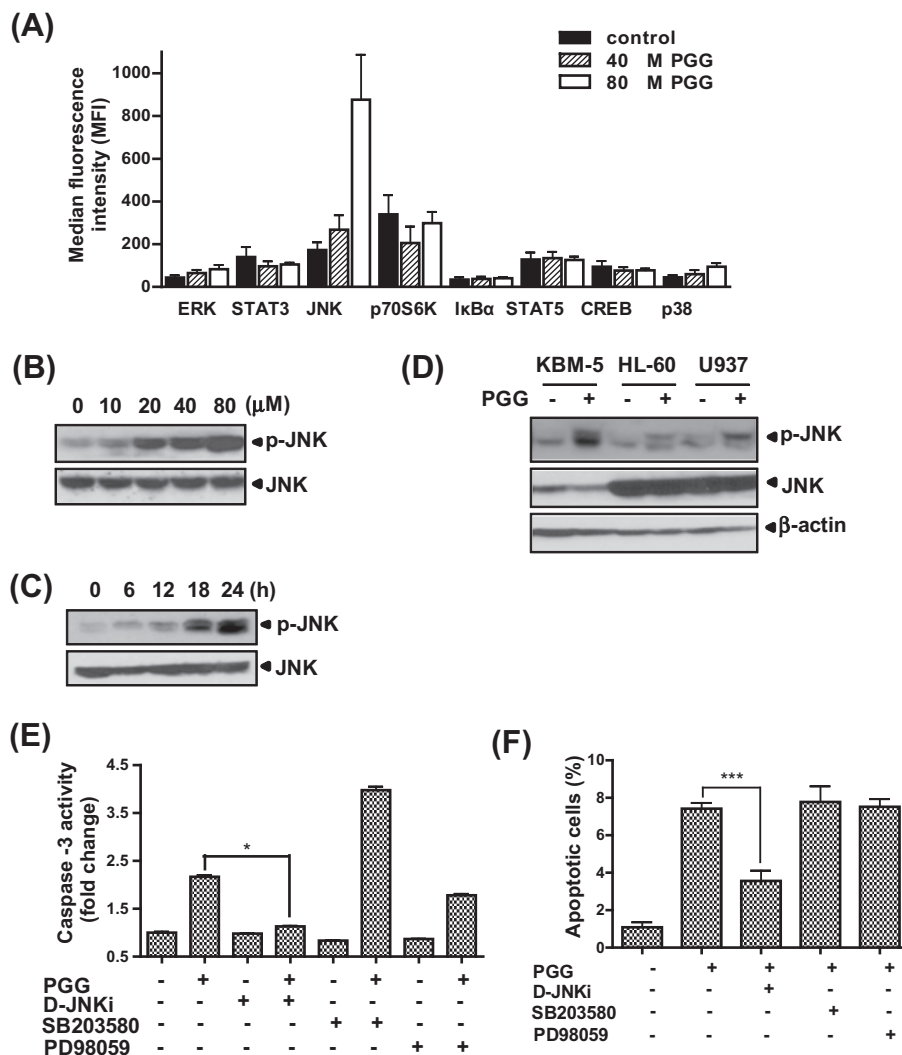 (A)
Median fluorescence
intensity (MFI)
1000
800
600
400
200
0
control
40 M PGG
80 M PGG
ERK STAT3 JNK p70S6K IκBα STAT5 CREB p38
(B)
0 10 20 40 80 (μM)
p-JNK
JNK
(C)
0 6 12 18 24 (h)
p-JNK
JNK
(D)
KBM-5 HL-60 U937
PGG - + - + - +
p-JNK
JNK
β-actin
(E)
Caspase -3 activity
(fold change)
4.5
3.5
2.5
1.5
0.5
*
PGG - + - + - + - +
D-JNKi - - + + - - - -
SB203580 - - - - + + - -
PD98059 - - - - - - + +
(F)
Apoptotic cells (%)
10
8
6
4
2
0
***
PGG - + + + +
D-JNKi - - + - -
SB203580 - - - + -
PD98059 - - - - +